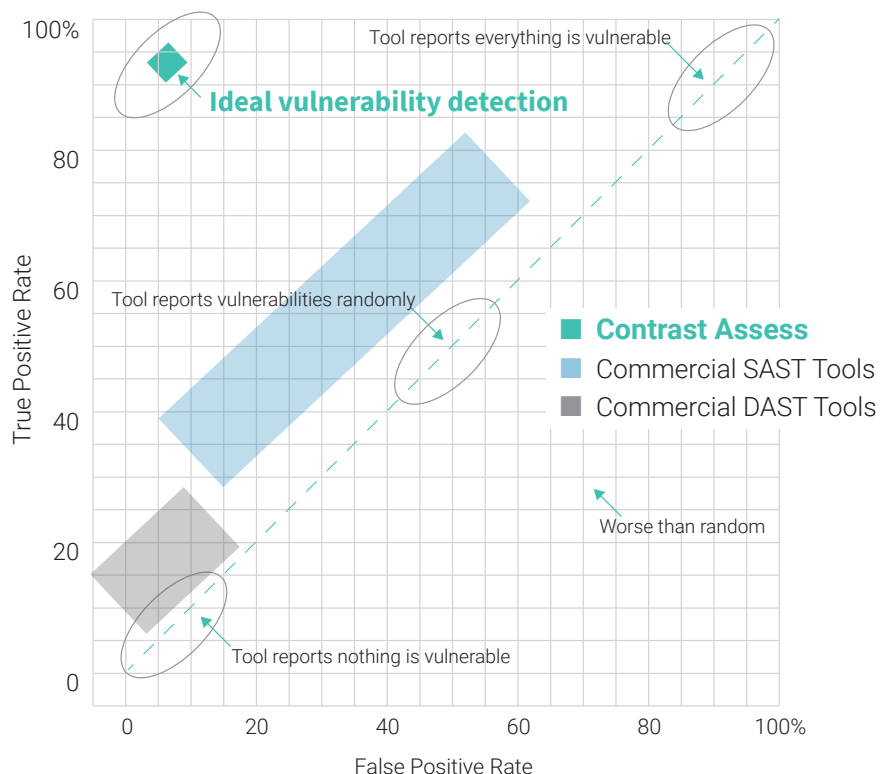 100%
Tool reports everything is vulnerable
Ideal vulnerability detection
80
60
Tool reports vulnerabilities randomly
Contrast Assess
Commercial SAST Tools
Commercial DAST Tools
True Positive Rate
40
20
Worse than random
Tool reports nothing is vulnerable
0
0 20 40 60 80 100%
False Positive Rate